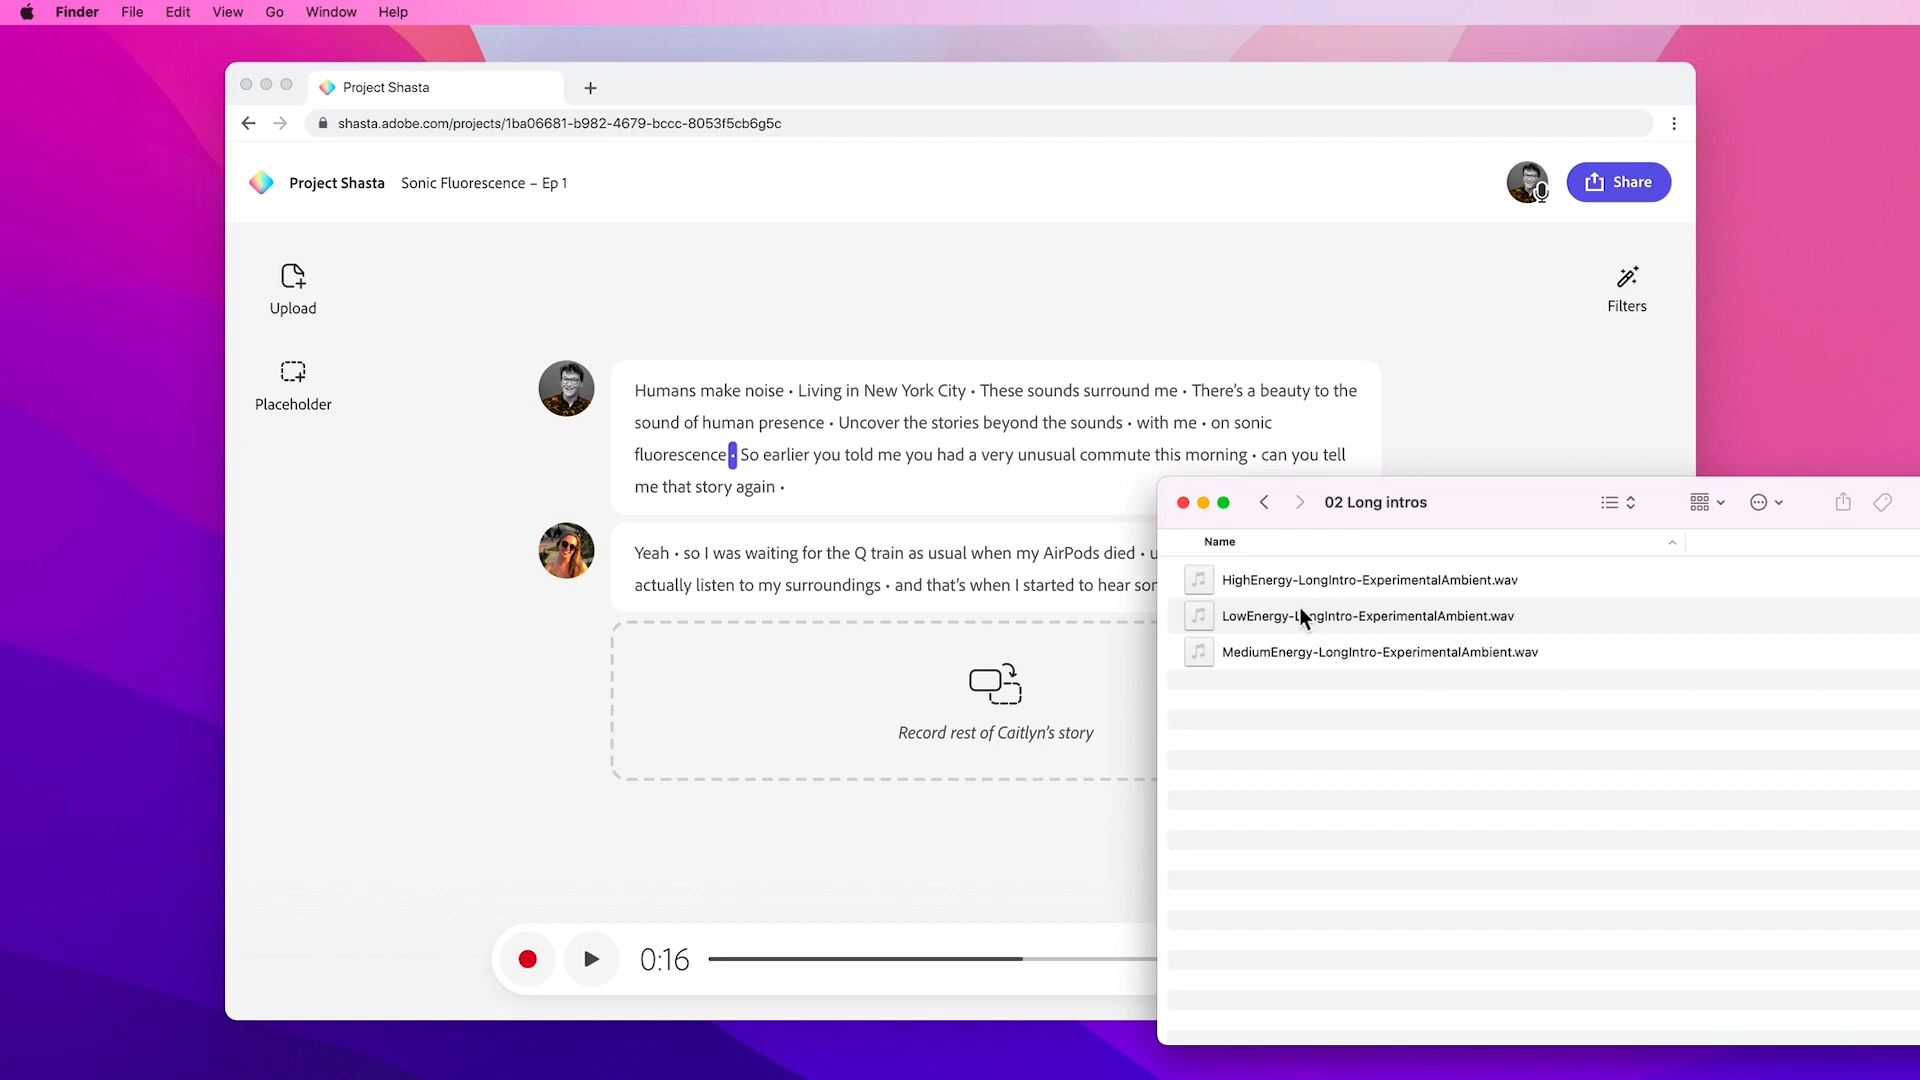 Finder File Edit View Go Window Help
Project Shasta
shasta.adobe.com/projects/1ba06681-b982-4679-bccc-8053f5cb6g5c
Project Shasta Sonic Fluorescence – Ep 1
Share
Upload
Filters
Placeholder
Humans make noise • Living in New York City • These sounds surround me • There's a beauty to the
sound of human presence • Uncover the stories beyond the sounds • with me • on sonic
fluorescence • So earlier you told me you had a very unusual commute this morning • can you tell
me that story again •
Yeah • so I was waiting for the Q train as usual when my AirPods died •
actually listen to my surroundings • and that's when I started to hear
Record rest of Caitlyn's story
0:16
02 Long intros
Name
HighEnergy-LongIntro-ExperimentalAmbient.wav
LowEnergy-LongIntro-ExperimentalAmbient.wav
MediumEnergy-LongIntro-ExperimentalAmbient.wav